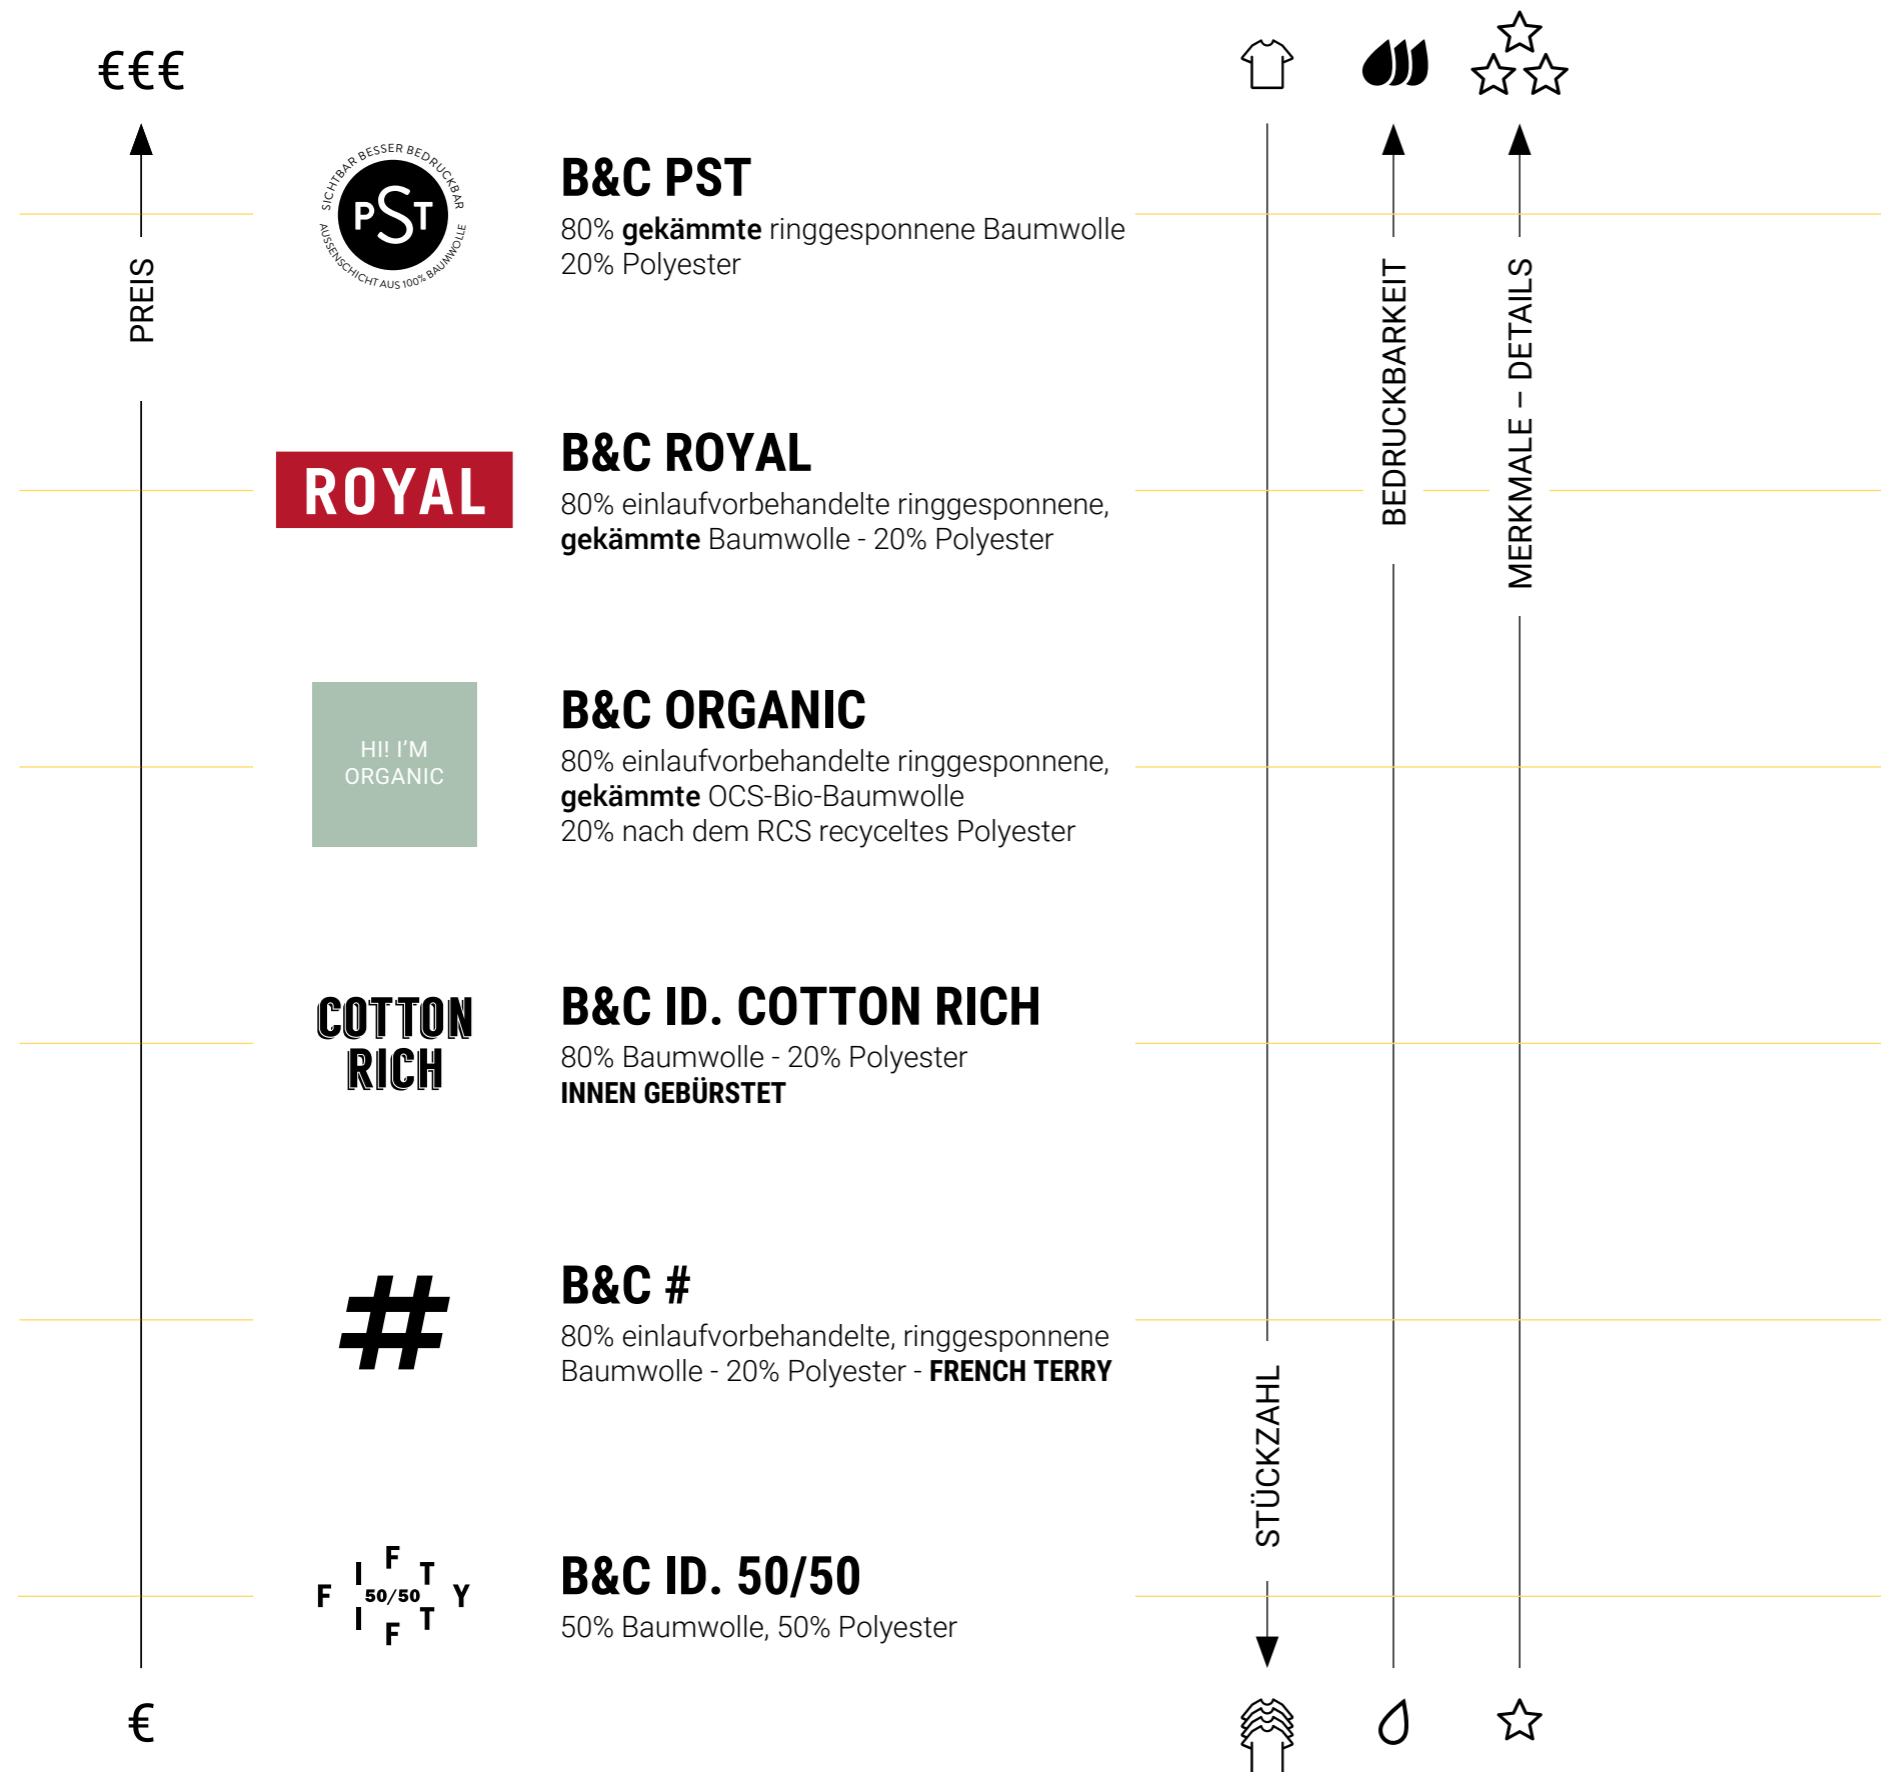 €€€
PREIS
€
SICHTBAR BESSER BEDRUCKBAR
PST
AUSSENSCHICHT AUS 100% BAUMWOLLE
B&C PST
80% gekämmte ringgesponnene Baumwolle
20% Polyester
ROYAL
B&C ROYAL
80% einlaufvorbehandelte ringgesponnene,
gekämmte Baumwolle - 20% Polyester
HI! I'M
ORGANIC
B&C ORGANIC
80% einlaufvorbehandelte ringgesponnene,
gekämmte OCS-Bio-Baumwolle
20% nach dem RCS recyceltes Polyester
COTTON
RICH
B&C ID. COTTON RICH
80% Baumwolle - 20% Polyester
INNEN GEBÜRSTET
#
B&C #
80% einlaufvorbehandelte, ringgesponnene
Baumwolle - 20% Polyester - FRENCH TERRY
FIFTY
50/50
FIFTY
B&C ID. 50/50
50% Baumwolle, 50% Polyester
STÜCKZAHL
BEDRUCKBARKEIT
MERKMALE – DETAILS